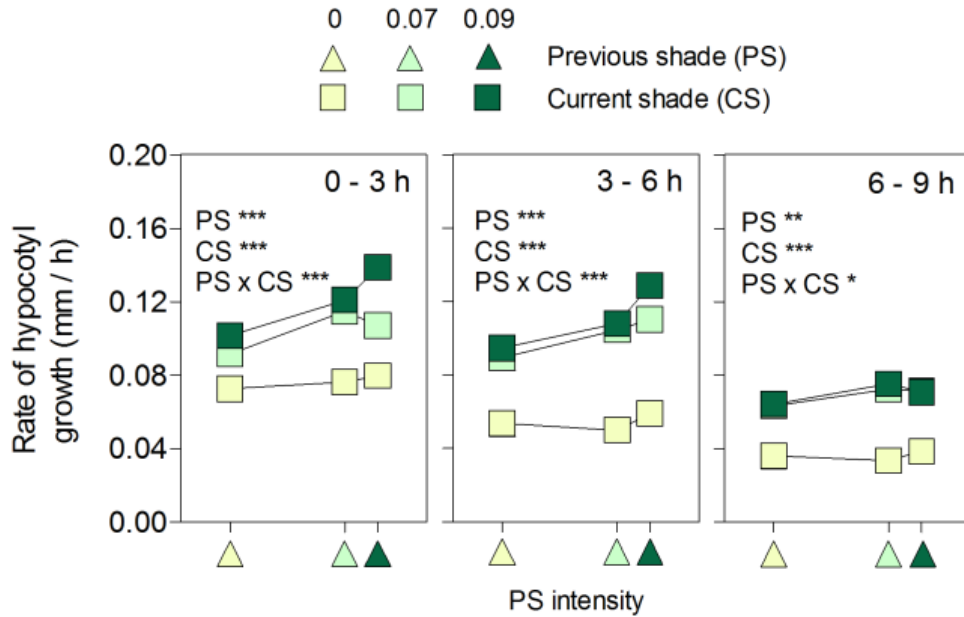 0 0.07 0.09
Previous shade (PS)
Current shade (CS)
Rate of hypocotyl
growth (mm / h)
0.20
0.16
0.12
0.08
0.04
0.00
0 - 3 h
PS ***
CS ***
PS x CS ***
3 - 6 h
PS ***
CS ***
PS x CS ***
6 - 9 h
PS **
CS ***
PS x CS *
PS intensity